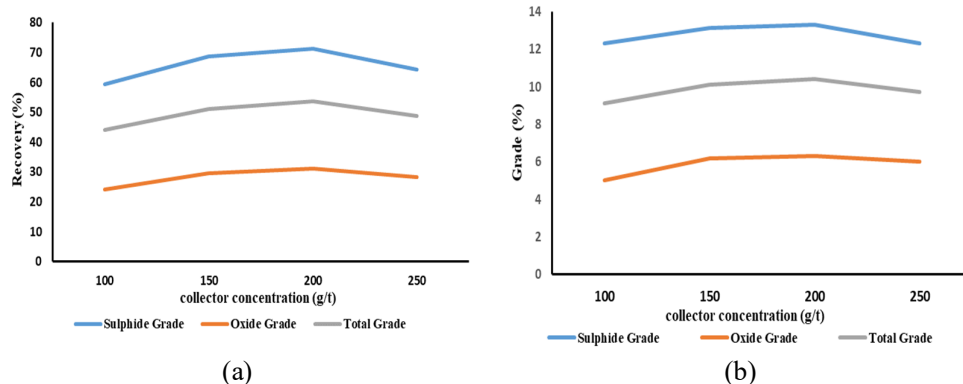 80
70
60
50
40
30
20
10
0
Recovery (%)
100 150 200 250
collector concentration (g/t)
Sulphide Grade Oxide Grade Total Grade
(a)
14
12
10
8
6
4
2
0
Grade (%)
100 150 200 250
collector concentration (g/t)
Sulphide Grade Oxide Grade Total Grade
(b)